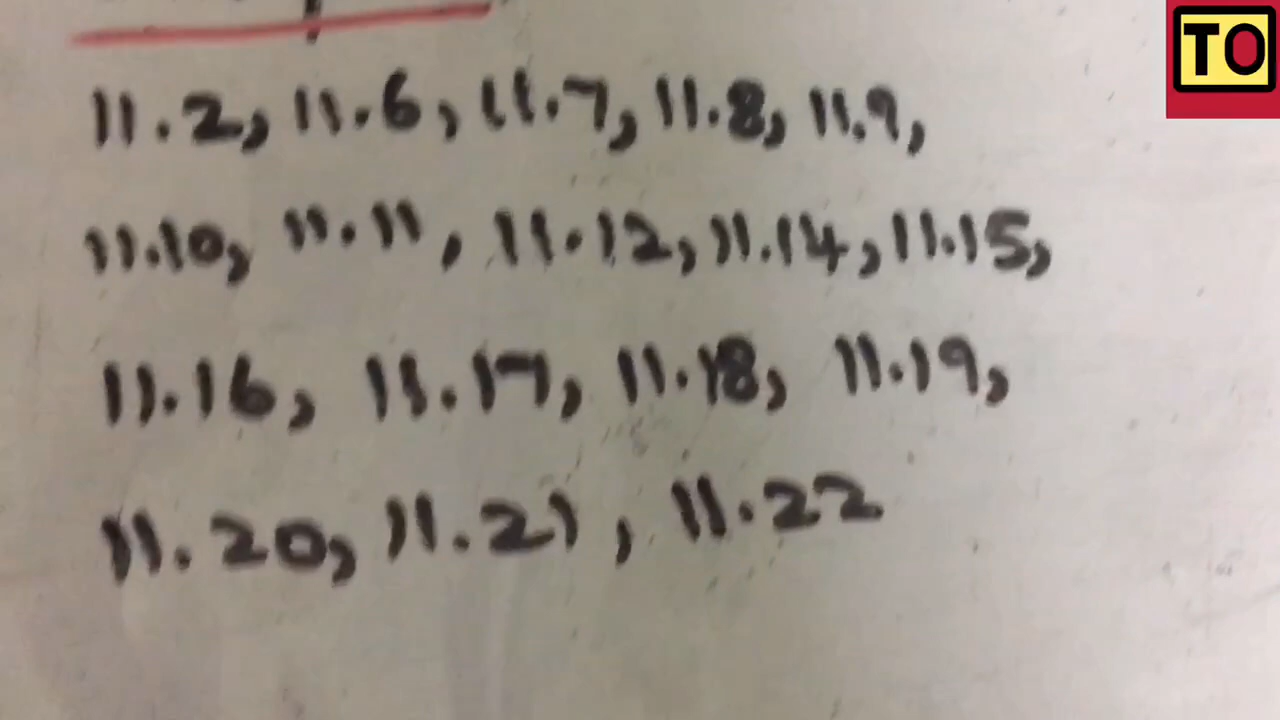 TO
11.2, 11.6, 11.7, 11.8, 11.9,
11.10, 11.11, 11.12, 11.14, 11.15,
11.16, 11.17, 11.18, 11.19,
11.20, 11.21, 11.22